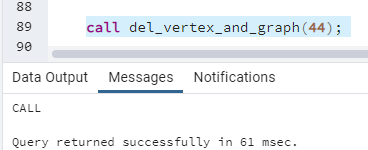 88
89 call del_vertex_and_graph(44);
90
Data Output Messages Notifications
CALL
Query returned successfully in 61 msec.